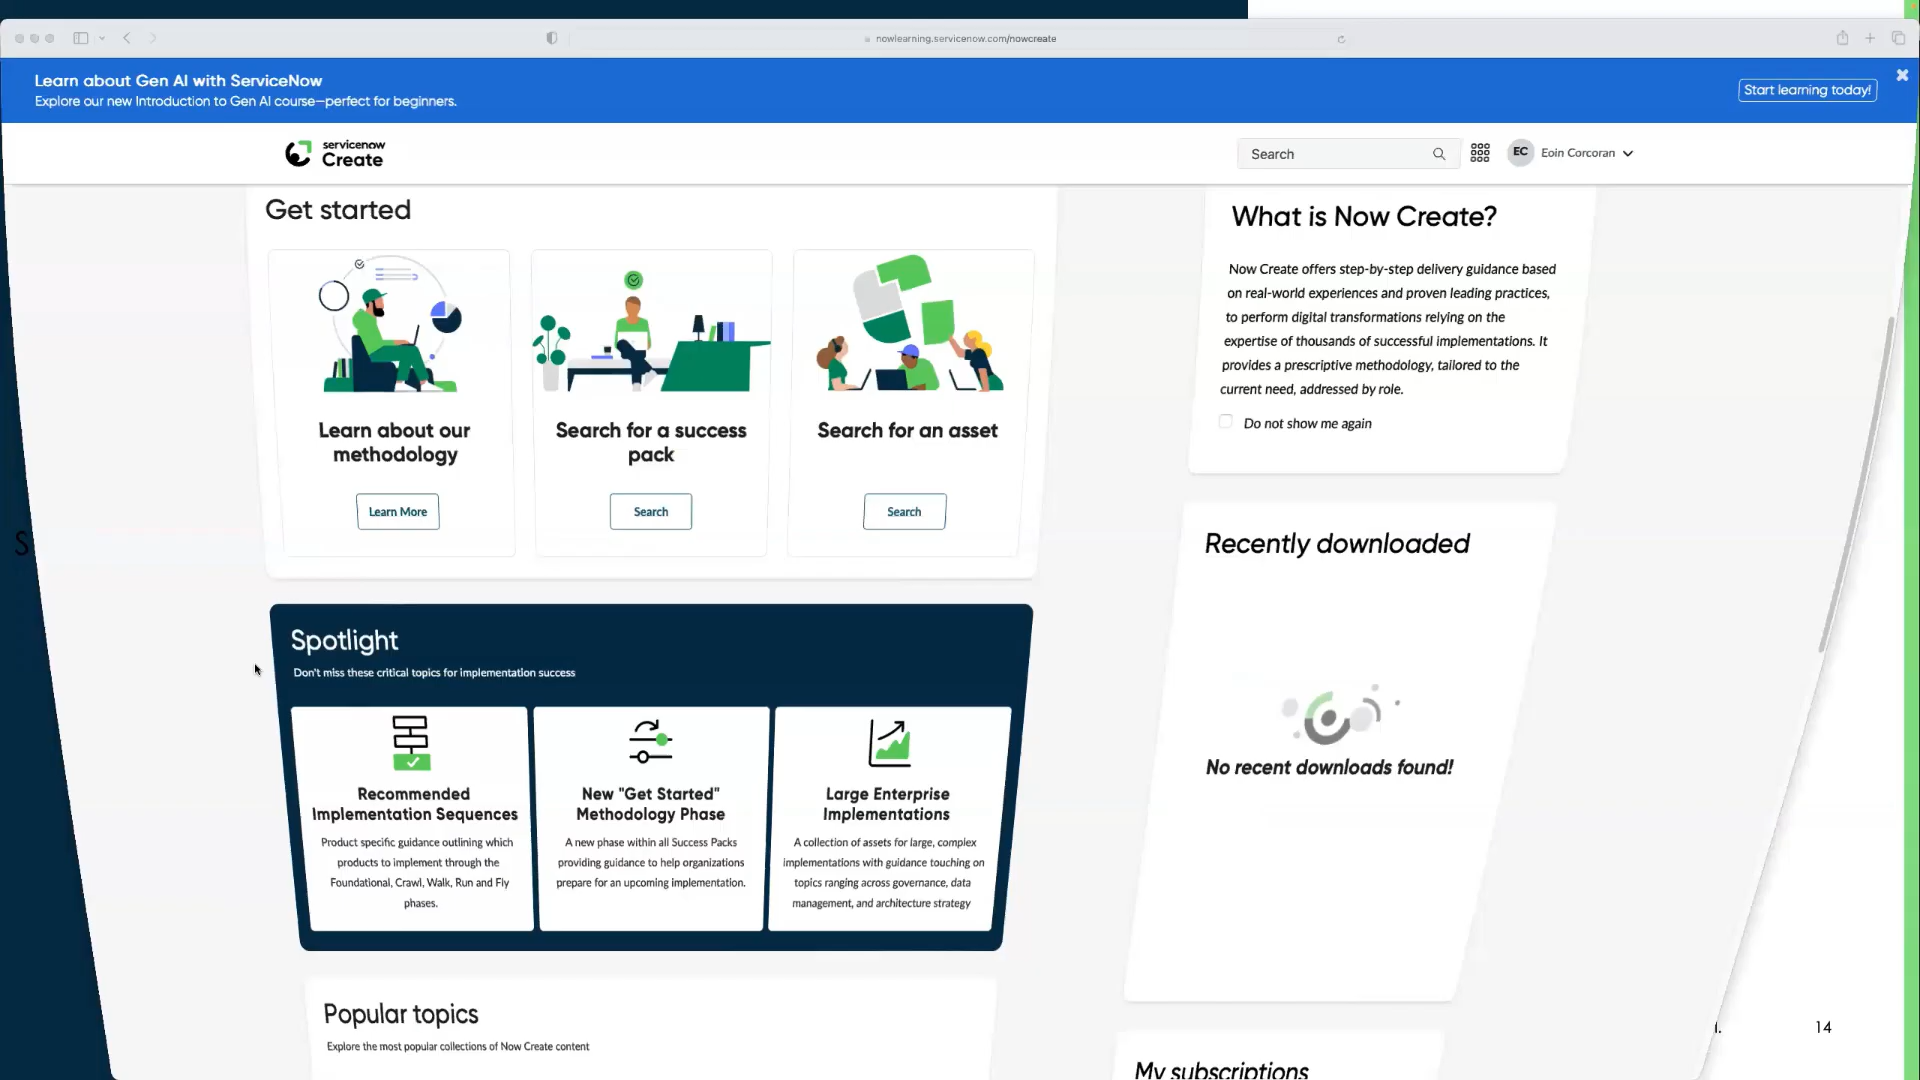 nowlearning.servicenow.com/nowcreate
Learn about Gen AI with ServiceNow
Explore our new Introduction to Gen AI course—perfect for beginners.
Start learning today!
servicenow
Create
Search
EC
Eoin Corcoran
Get started
Learn about our
methodology
Learn More
Search for a success
pack
Search
Search for an asset
Search
What is Now Create?
Now Create offers step-by-step delivery guidance based
on real-world experiences and proven leading practices,
to perform digital transformations relying on the
expertise of thousands of successful implementations. It
provides a prescriptive methodology, tailored to the
current need, addressed by role.
Do not show me again
Recently downloaded
No recent downloads found!
S
Spotlight
Don't miss these critical topics for implementation success
Recommended
Implementation Sequences
Product specific guidance outlining which
products to implement through the
Foundational, Crawl, Walk, Run and Fly
phases.
New "Get Started"
Methodology Phase
A new phase within all Success Packs
providing guidance to help organizations
prepare for an upcoming implementation.
Large Enterprise
Implementations
A collection of assets for large, complex
implementations with guidance touching on
topics ranging across governance, data
management, and architecture strategy
Popular topics
Explore the most popular collections of Now Create content
My subscriptions
14